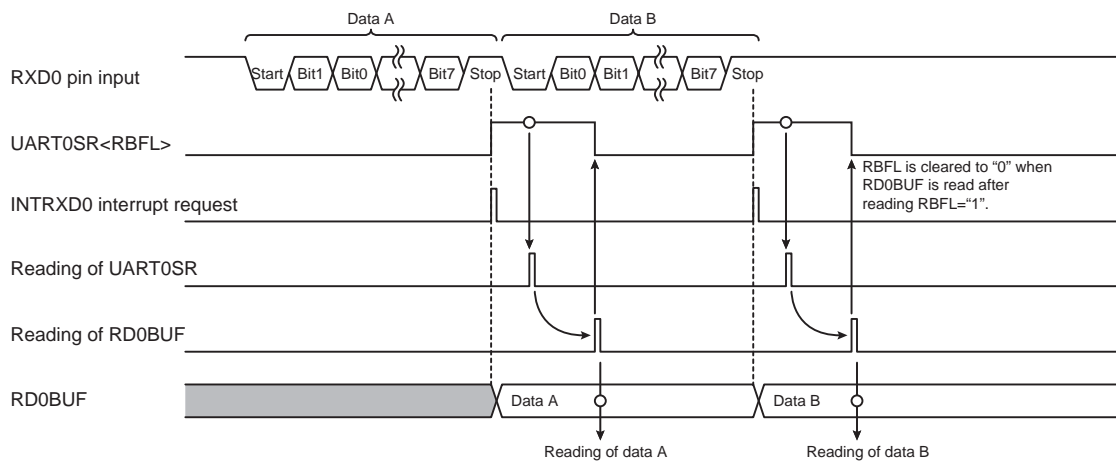 Data A Data B
RXD0 pin input Start Bit1 Bit0 Bit7 Stop Start Bit0 Bit1 Bit7 Stop
UART0SR<RBFL>
RBFL is cleared to “0” when
RD0BUF is read after
reading RBFL=“1”.
INTRXD0 interrupt request
Reading of UART0SR
Reading of RD0BUF
RD0BUF Data A Data B
Reading of data A Reading of data B